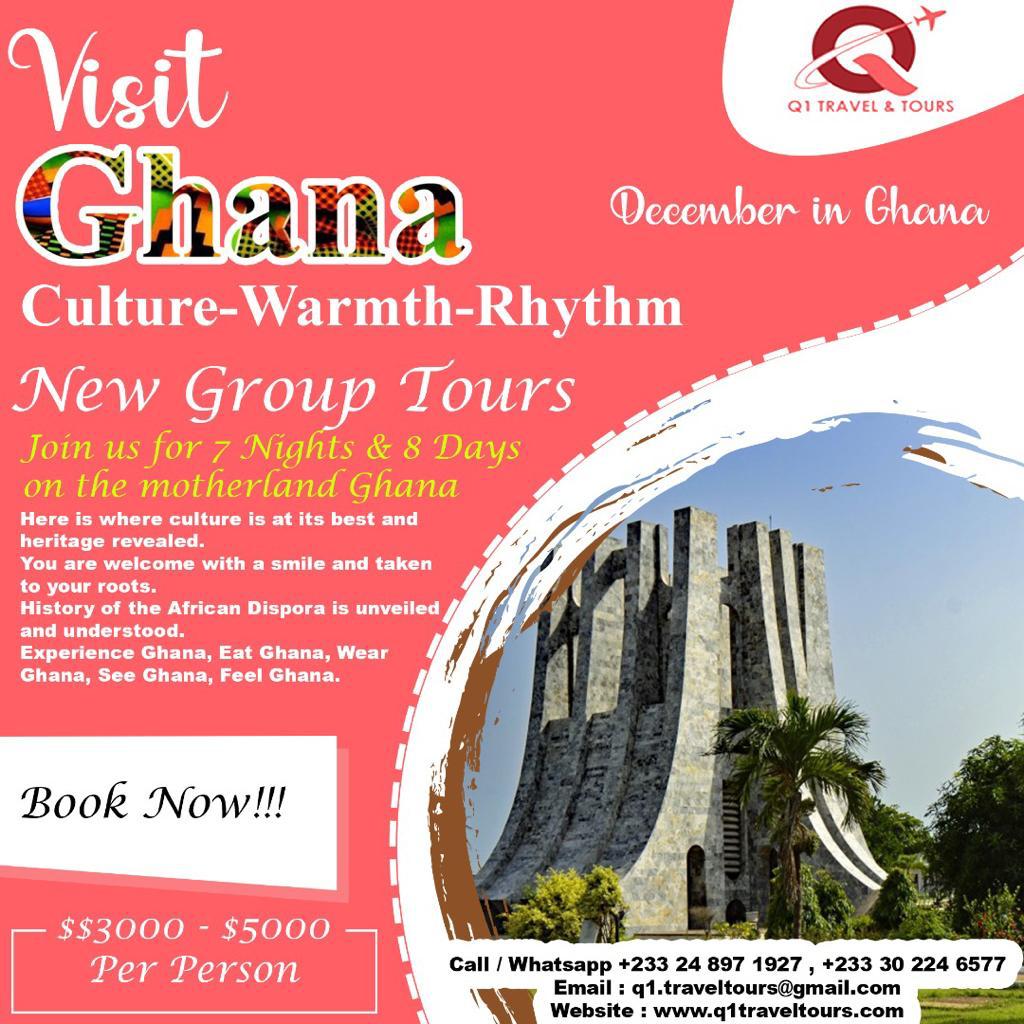 Visit
Ghana
Q1 TRAVEL & TOURS
December in Ghana
Culture-Warmth-Rhythm
New Group Tours
Join us for 7 Nights & 8 Days
on the motherland Ghana
Here is where culture is at its best and
heritage revealed.
You are welcome with a smile and taken
to your roots.
History of the African Dispora is unveiled
and understood.
Experience Ghana, Eat Ghana, Wear
Ghana, See Ghana, Feel Ghana.
Book Now!!!
$$3000 - $5000
Per Person
Call / Whatsapp +233 24 897 1927 , +233 30 224 6577
Email : q1.traveltours@gmail.com
Website : www.q1traveltours.com